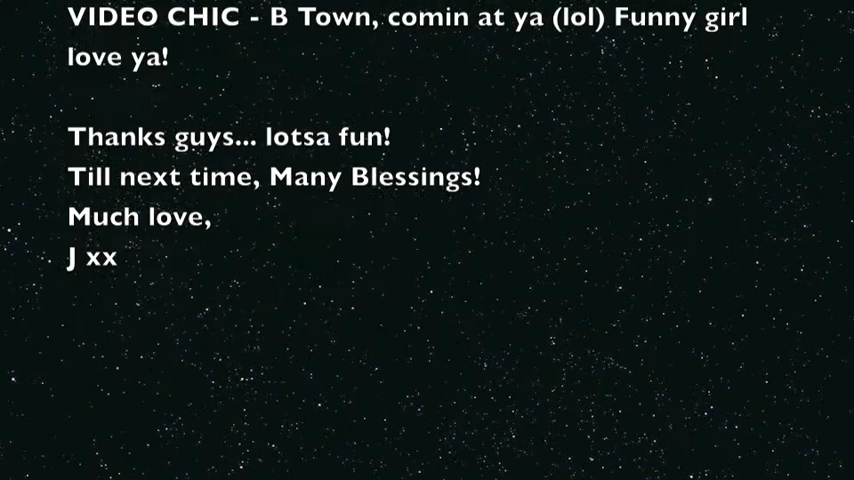 VIDEO CHIC - B Town, comin at ya (lol) Funny girl
love ya!
Thanks guys... lotsa fun!
Till next time, Many Blessings!
Much love,
J xx